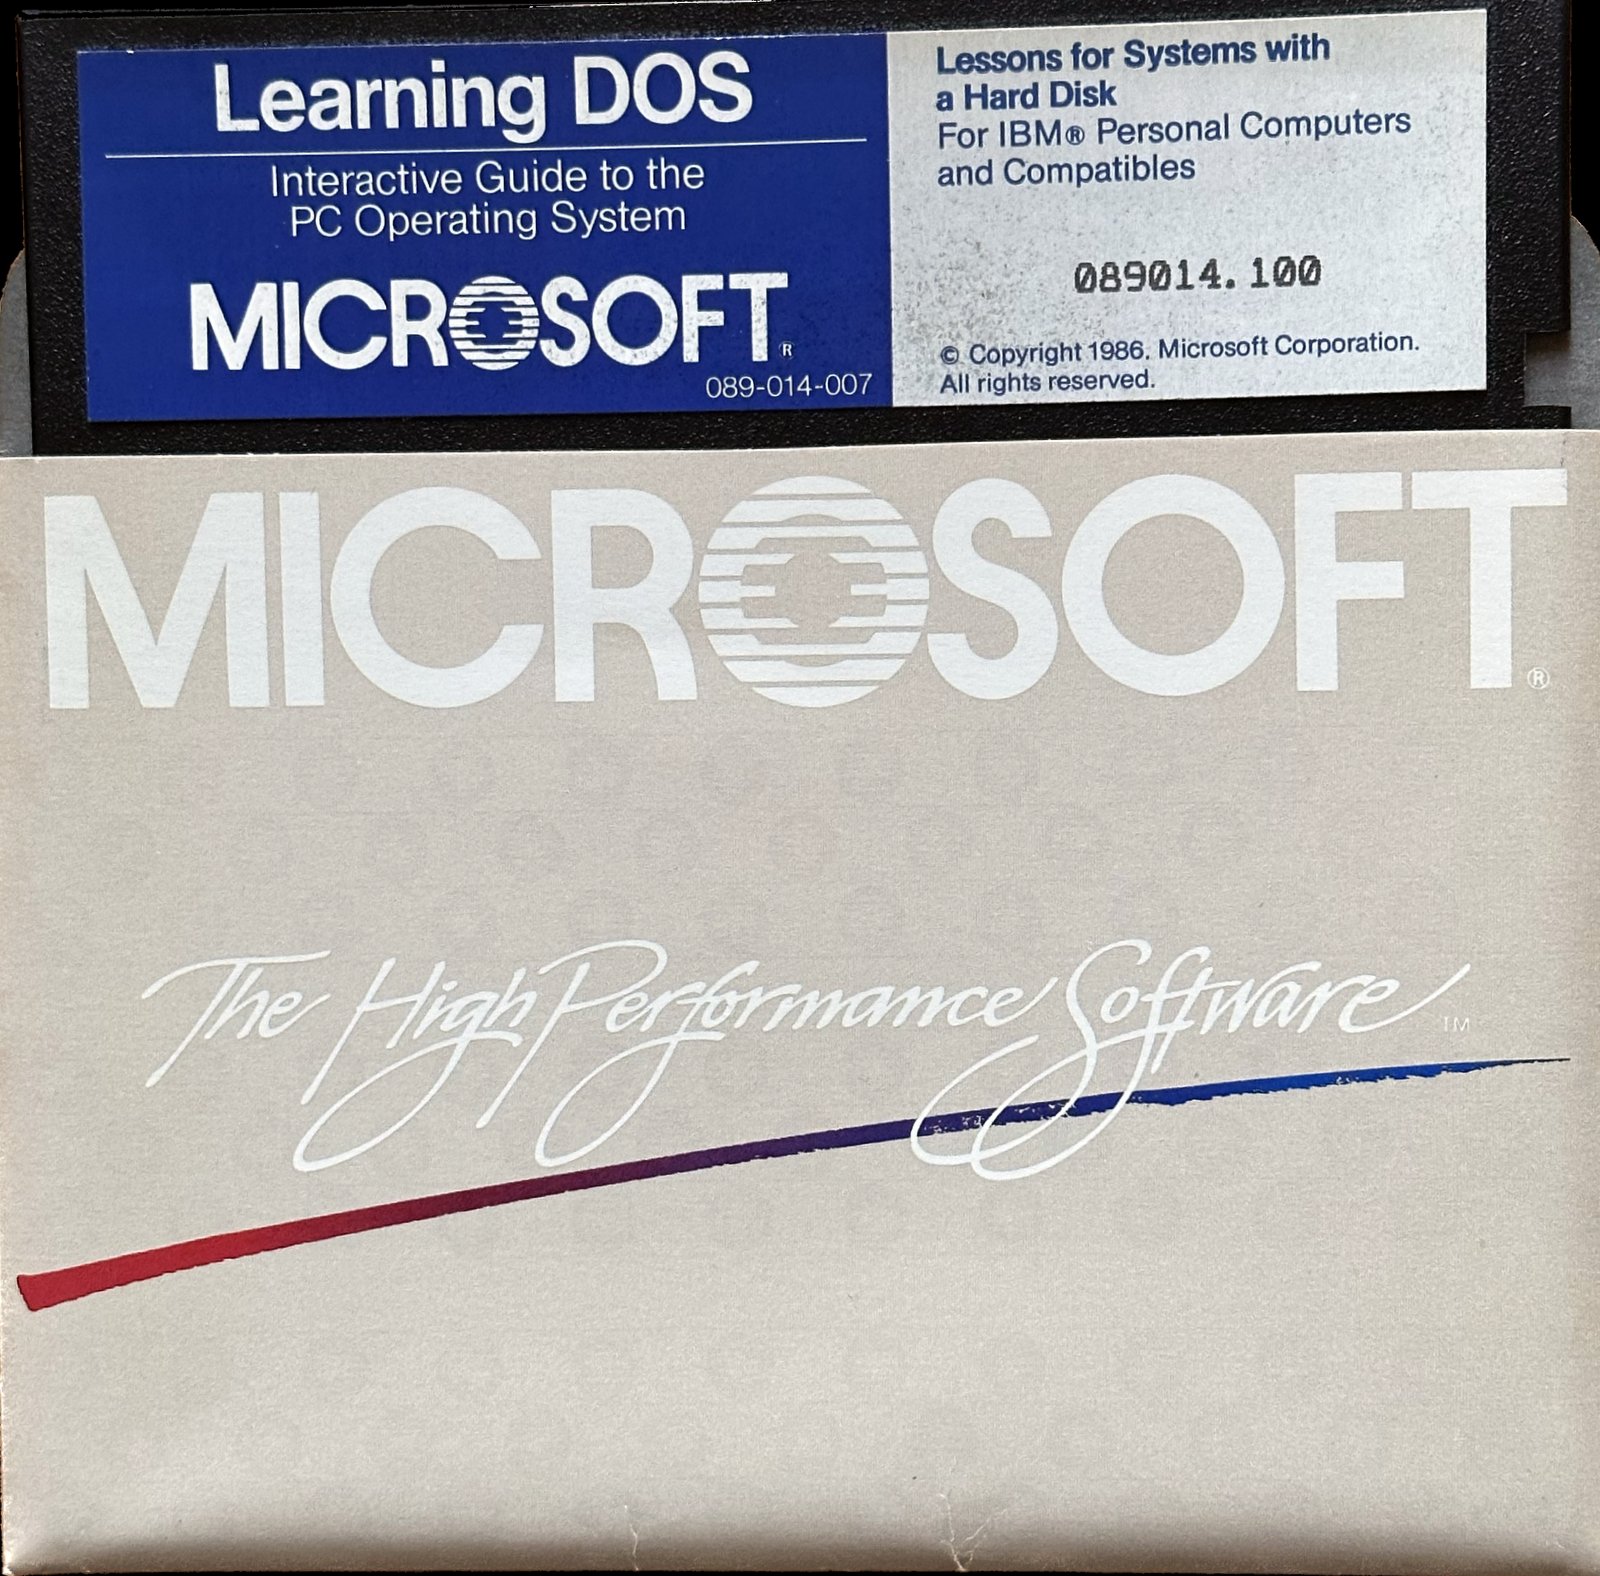 Learning DOS
Interactive Guide to the
PC Operating System
MICROSOFT®
089-014-007
Lessons for Systems with
a Hard Disk
For IBM® Personal Computers
and Compatibles
089014.100
© Copyright 1986. Microsoft Corporation.
All rights reserved.
MICROSOFT®
The High Performance Software™